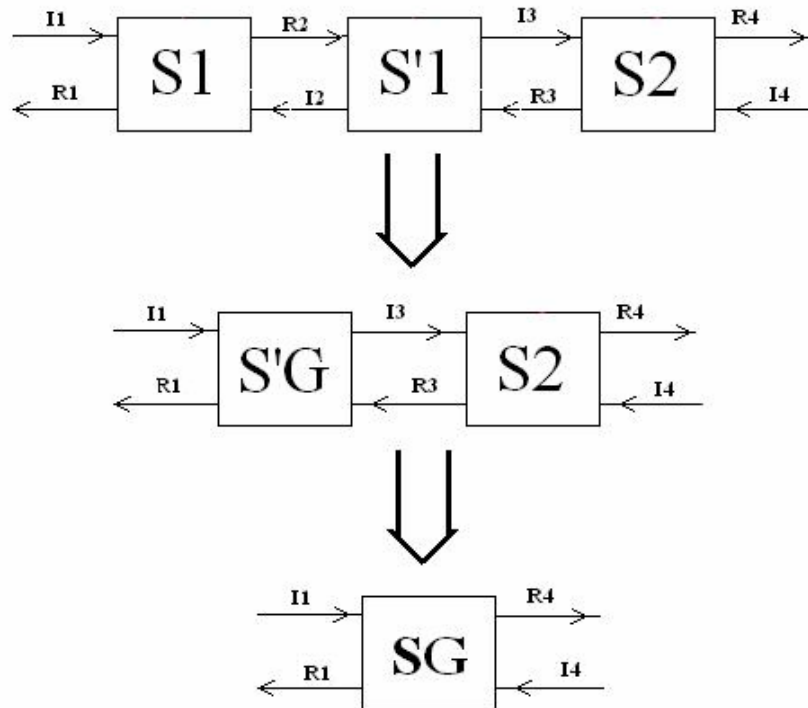 I1 R2 I3 R4
S1 S'1 S2
R1 I2 R3 I4
I1 I3 R4
S'G S2
R1 R3 I4
I1 R4
SG
R1 I4